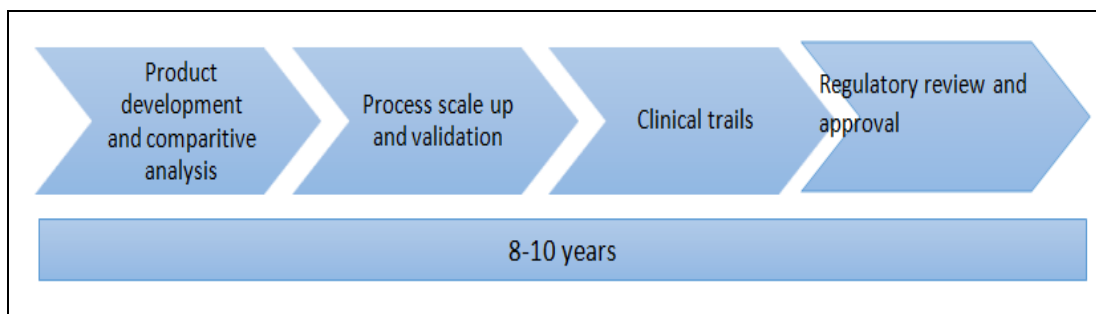 Product
development
and comparitive
analysis
Process scale up
and validation
Clinical trails
Regulatory review and
approval
8-10 years